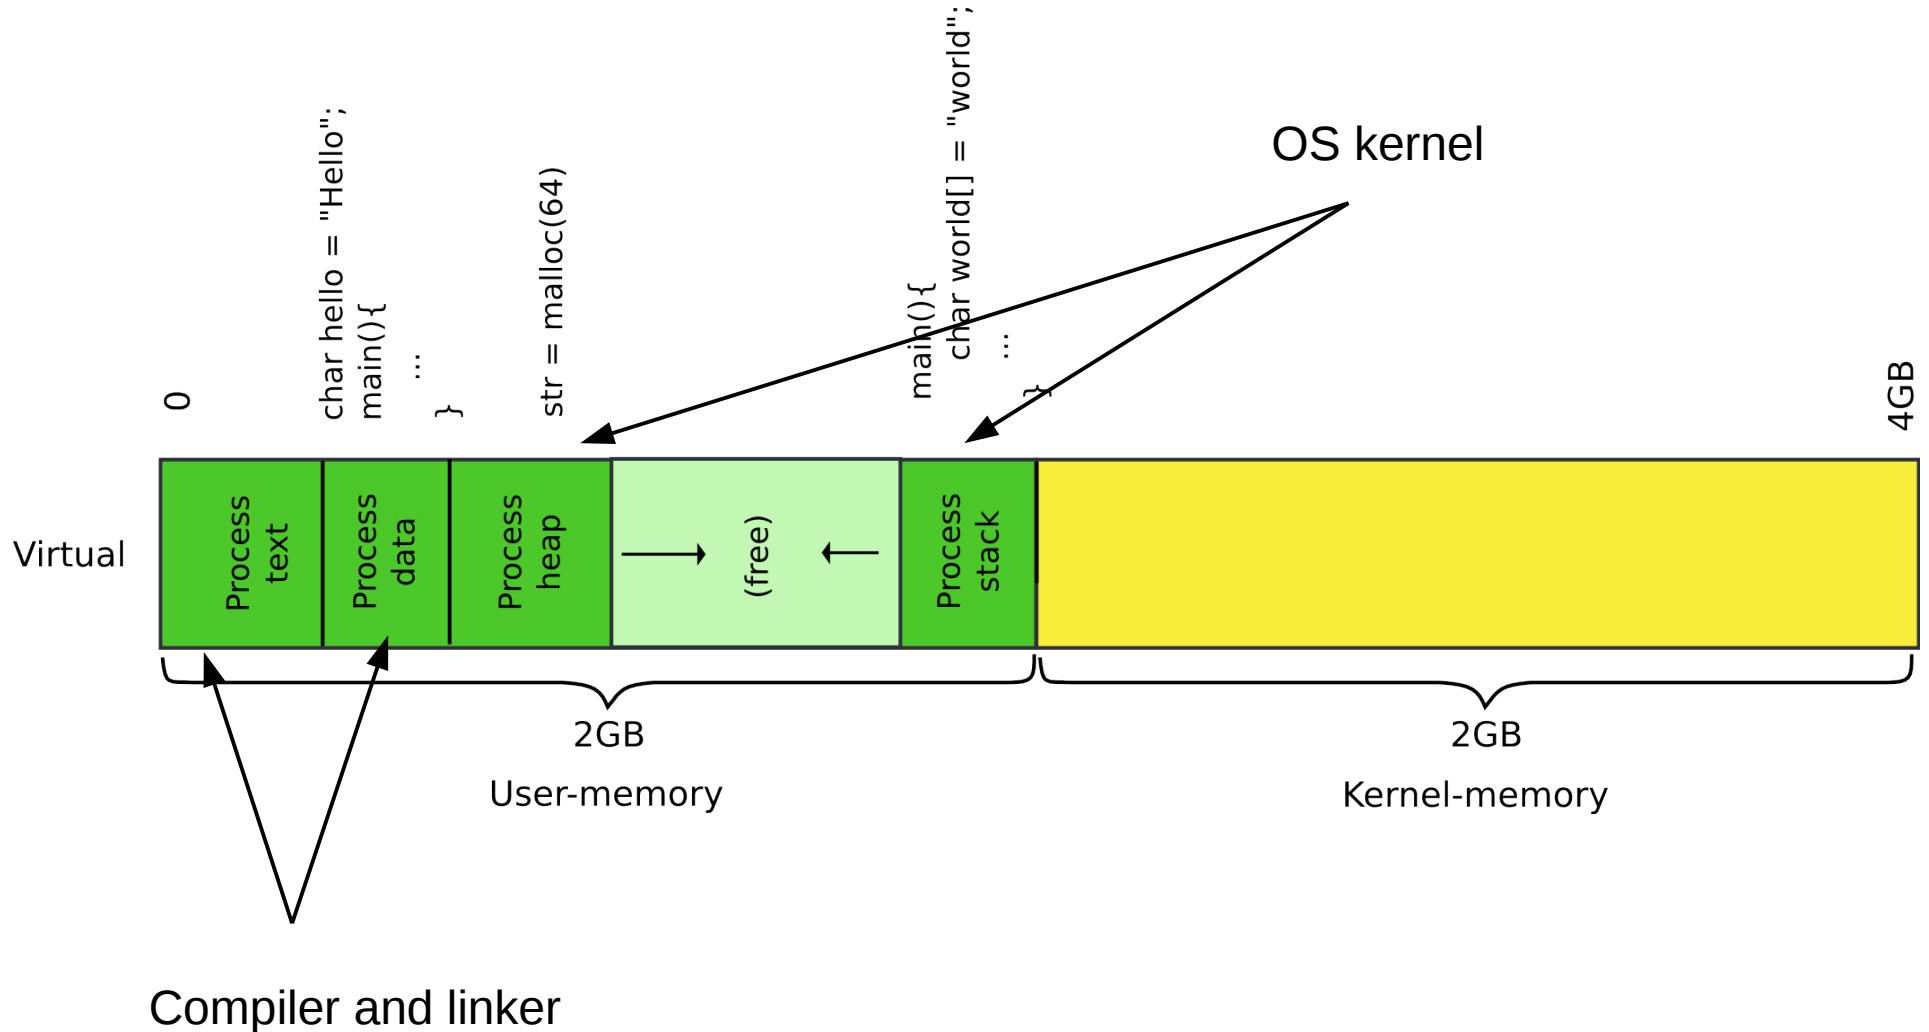 OS kernel
0
char hello = "Hello";
main(){
...
}
str = malloc(64)
main(){
char world[] = "world";
...
}
4GB
Virtual
Process
text
Process
data
Process
heap
(free)
Process
stack
2GB
User-memory
2GB
Kernel-memory
Compiler and linker